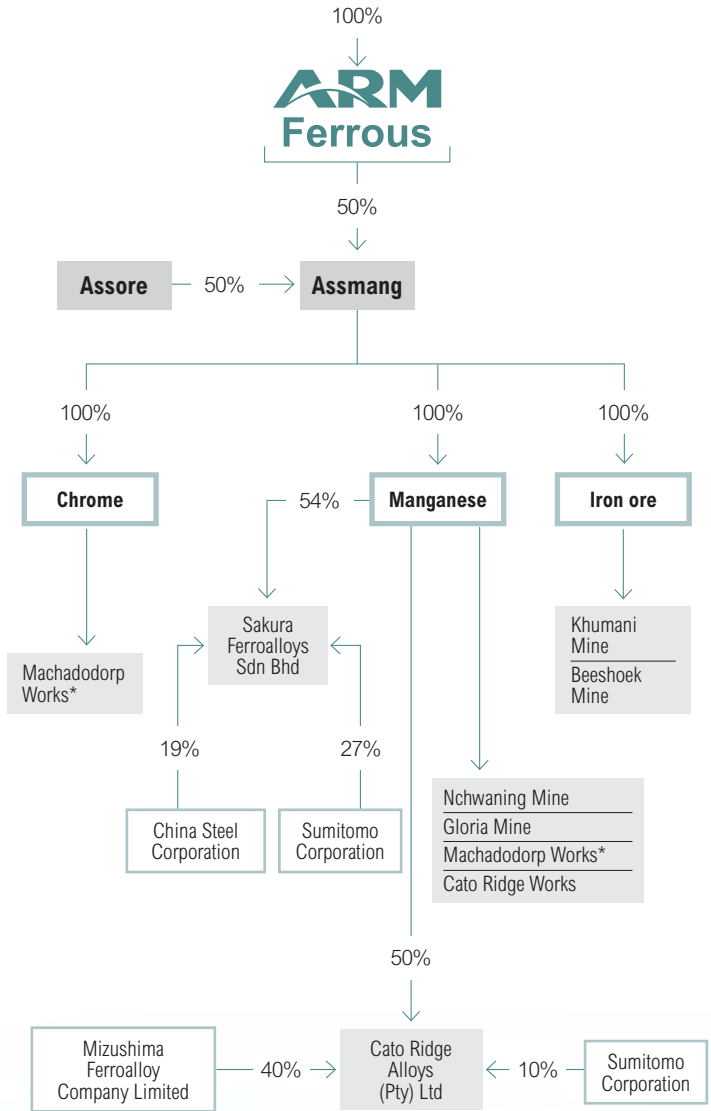 100%
ARM
Ferrous
50%
Assore
50%
Assmang
100%
100%
100%
Chrome
54%
Manganese
Iron ore
Sakura
Ferroalloys
Sdn Bhd
Khumani
Mine
Beeshoek
Mine
Machadodorp
Works*
19%
27%
China Steel
Corporation
Sumitomo
Corporation
Nchwaning Mine
Gloria Mine
Machadodorp Works*
Cato Ridge Works
50%
Mizushima
Ferroalloy
Company Limited
40%
Cato Ridge
Alloys
(Pty) Ltd
10%
Sumitomo
Corporation